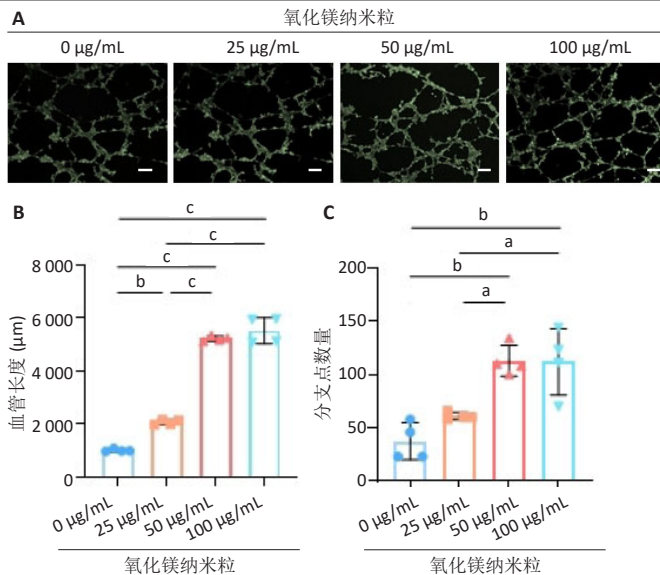 A
氧化镁纳米粒
0 μg/mL 25 μg/mL 50 μg/mL 100 μg/mL
B
c
c
c
b c
8 000
6 000
4 000
2 000
0
血管长度 (μm)
0 μg/mL
25 μg/mL
50 μg/mL
100 μg/mL
氧化镁纳米粒
C
b
a
b
a
200
150
100
50
0
分支点数量
0 μg/mL
25 μg/mL
50 μg/mL
100 μg/mL
氧化镁纳米粒